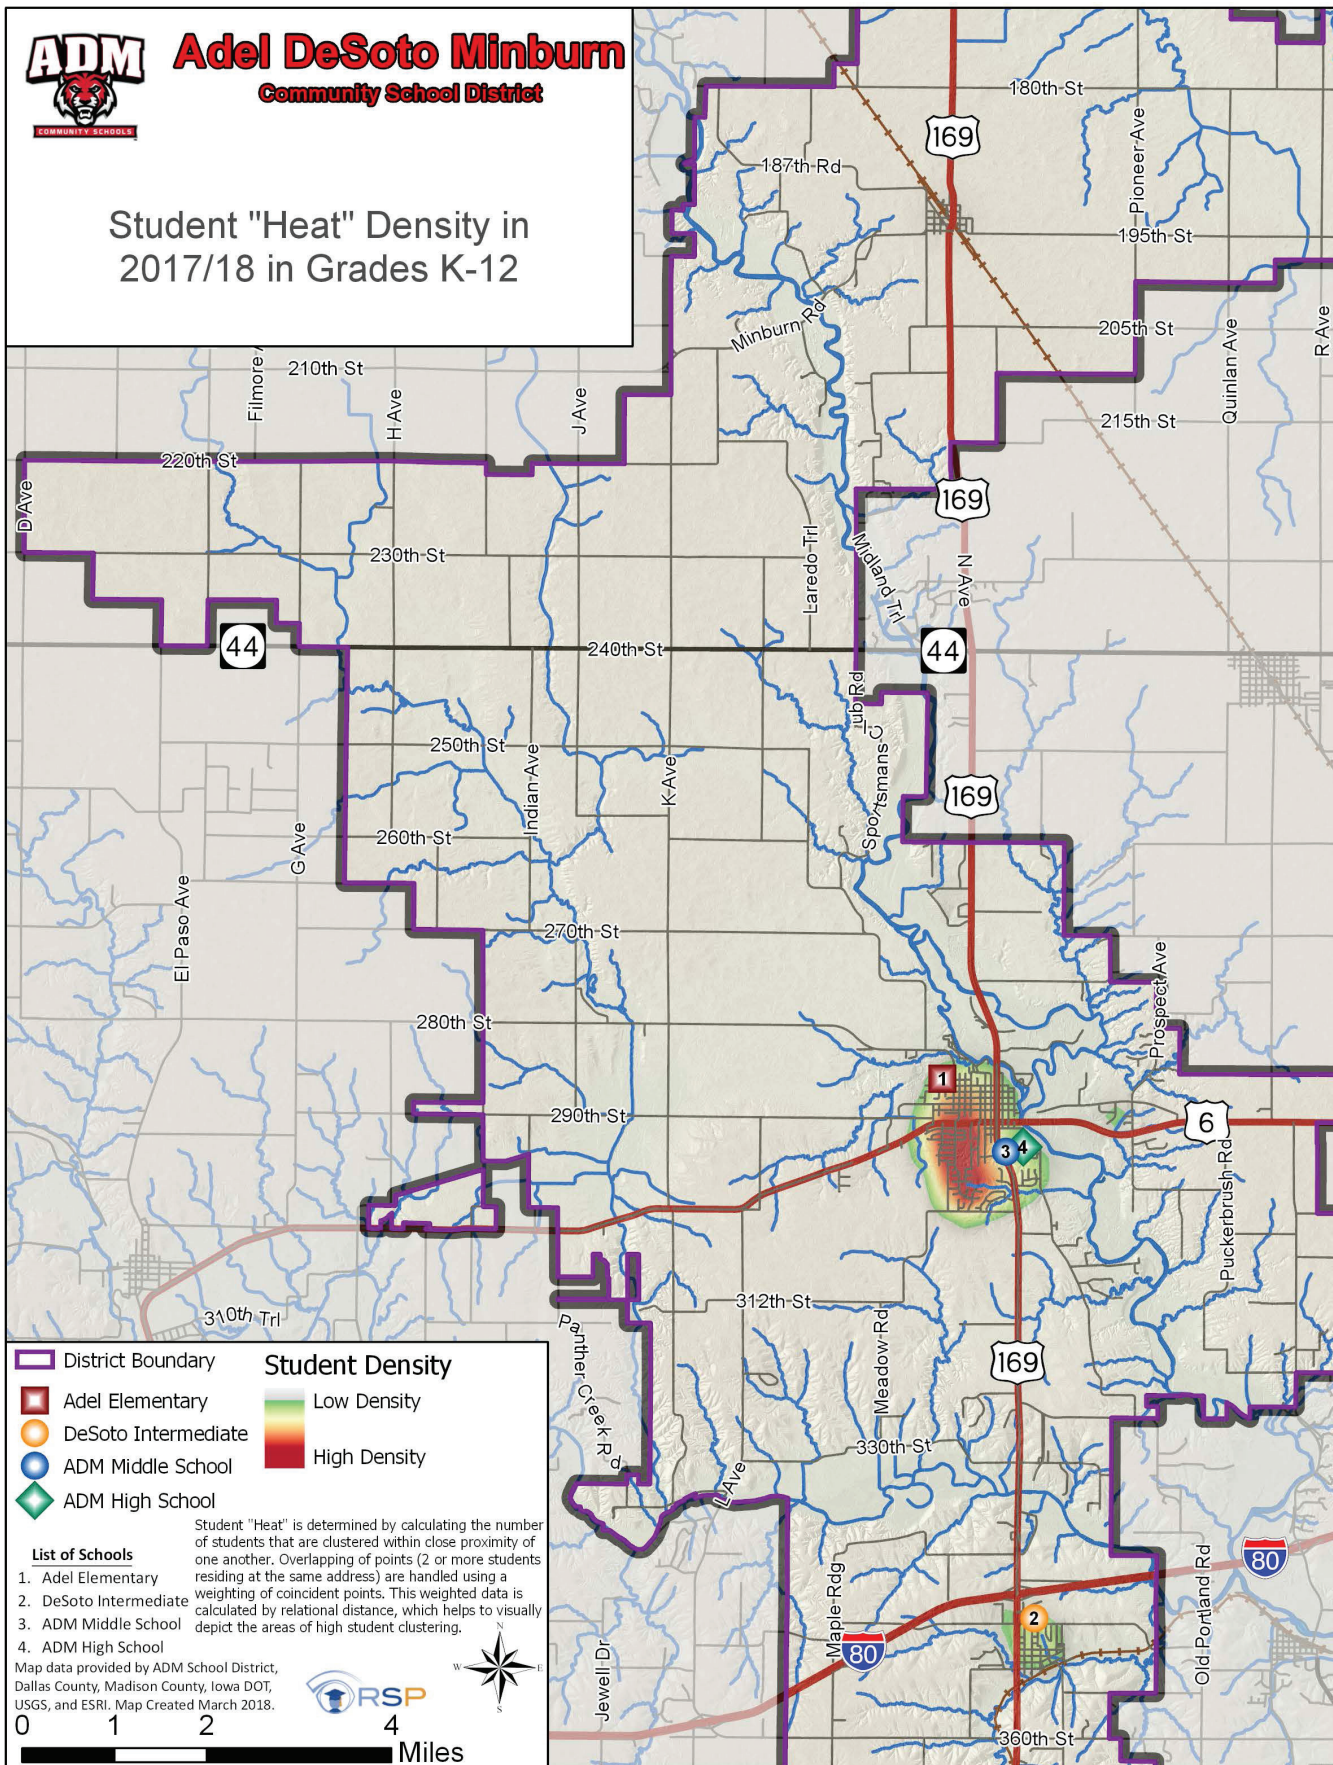 ADM
COMMUNITY SCHOOLS
Adel DeSoto Minburn
Community School District
Student "Heat" Density in
2017/18 in Grades K-12
180th St
169
Pioneer Ave
187th Rd
195th St
Minburn Rd
205th St
Quinlan Ave
R Ave
Filmore
210th St
H Ave
J Ave
215th St
220th St
D Ave
169
230th St
Laredo Trl
Midland Trl
N Ave
44
240th St
44
Sportsmans Club Rd
250th St
Indian Ave
K Ave
169
260th St
G Ave
El Paso Ave
270th St
Prospect Ave
280th St
1
290th St
6
3
4
Puckerbrush Rd
312th St
310th Trl
Panther Creek Rd
Meadow Rd
169
330th St
L Ave
80
Old Portland Rd
Maple Rdg
2
80
Jewell Dr
360th St
District Boundary
Adel Elementary
DeSoto Intermediate
ADM Middle School
ADM High School
Student Density
Low Density
High Density
List of Schools
1. Adel Elementary
2. DeSoto Intermediate
3. ADM Middle School
4. ADM High School
Student "Heat" is determined by calculating the number
of students that are clustered within close proximity of
one another. Overlapping of points (2 or more students
residing at the same address) are handled using a
weighting of coincident points. This weighted data is
calculated by relational distance, which helps to visually
depict the areas of high student clustering.
Map data provided by ADM School District,
Dallas County, Madison County, Iowa DOT,
USGS, and ESRI. Map Created March 2018.
RSP
N
W E
S
0 1 2 4
Miles